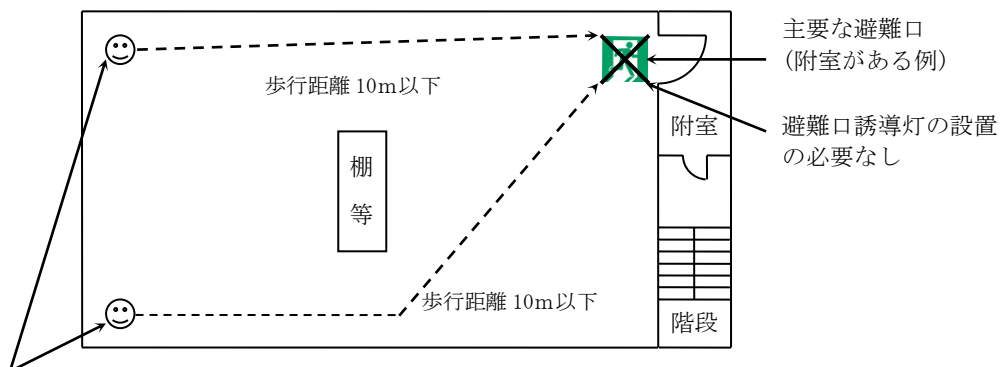 主要な避難口
(附室がある例)
歩行距離 10m以下
避難口誘導灯の設置
の必要なし
附室
棚
等
歩行距離 10m以下
階段